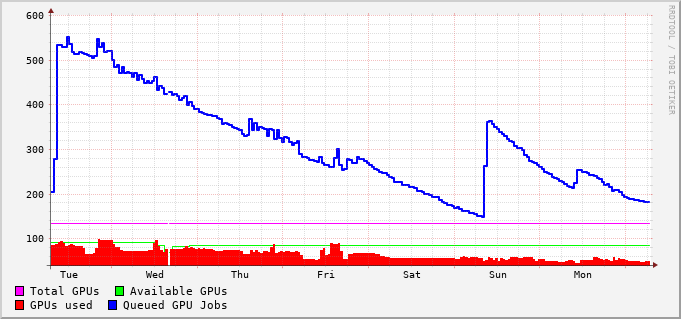 600
500
400
300
200
100
Tue Wed Thu Fri Sat Sun Mon
Total GPUs Available GPUs
GPUs used Queued GPU Jobs
RRDTOOL / TOBI OETIKER